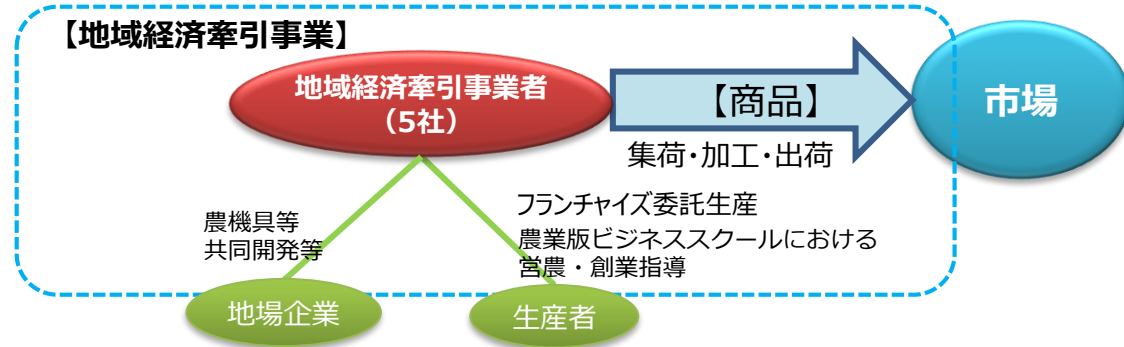 【地域経済牽引事業】
地域経済牽引事業者
（5社）
【商品】
市場
集荷・加工・出荷
農機具等
共同開発等
フランチャイズ委託生産
農業版ビジネススクールにおける
営農・創業指導
地場企業
生産者